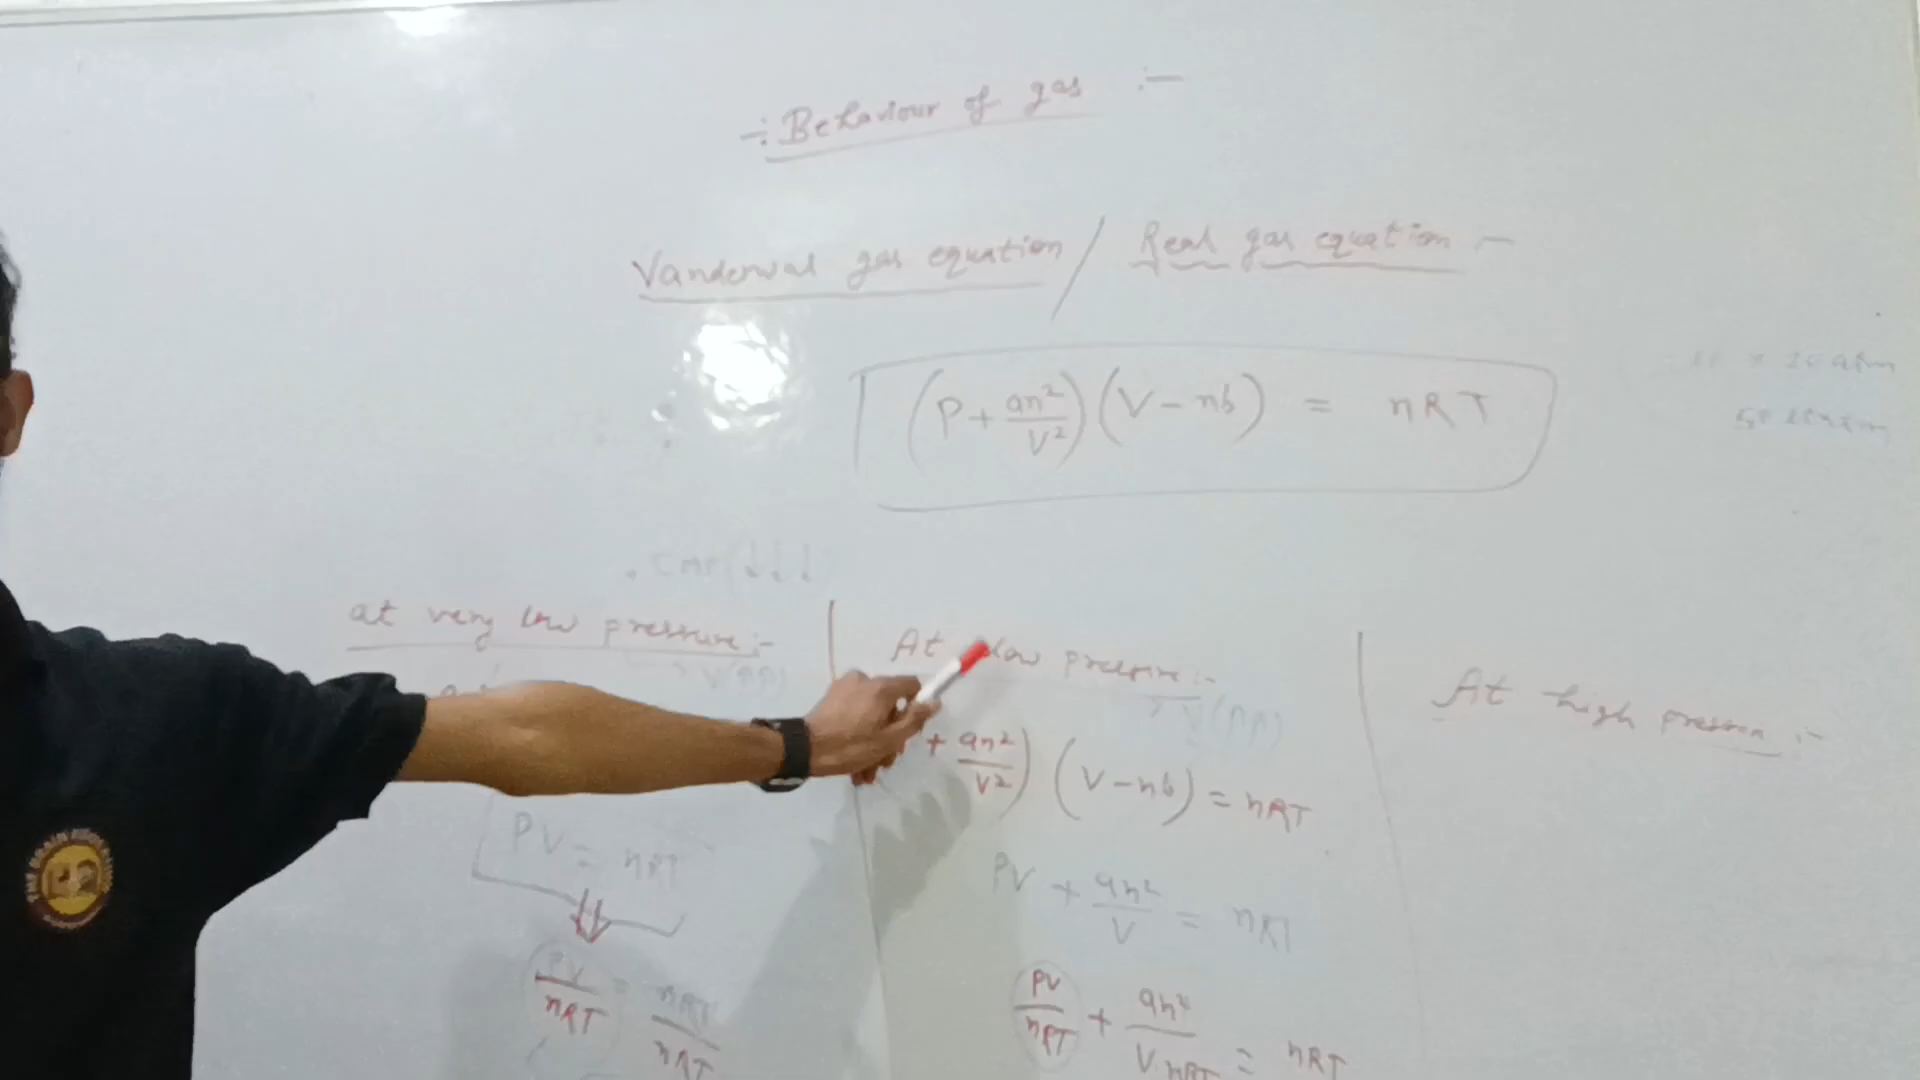 Behaviour of gas :-
Vanderwal gas equation / Real gas equation -
(P + an²/V²) (V - nb) = nRT
at very low pressure:-
At low pressure:-
At high pressure :-
+ an²/V²) (V - nb) = nRT
PV = nRT
PV + an²/V = nRT
PV/nRT = nRT/nRT
PV/nRT + an²/V.nRT = nRT